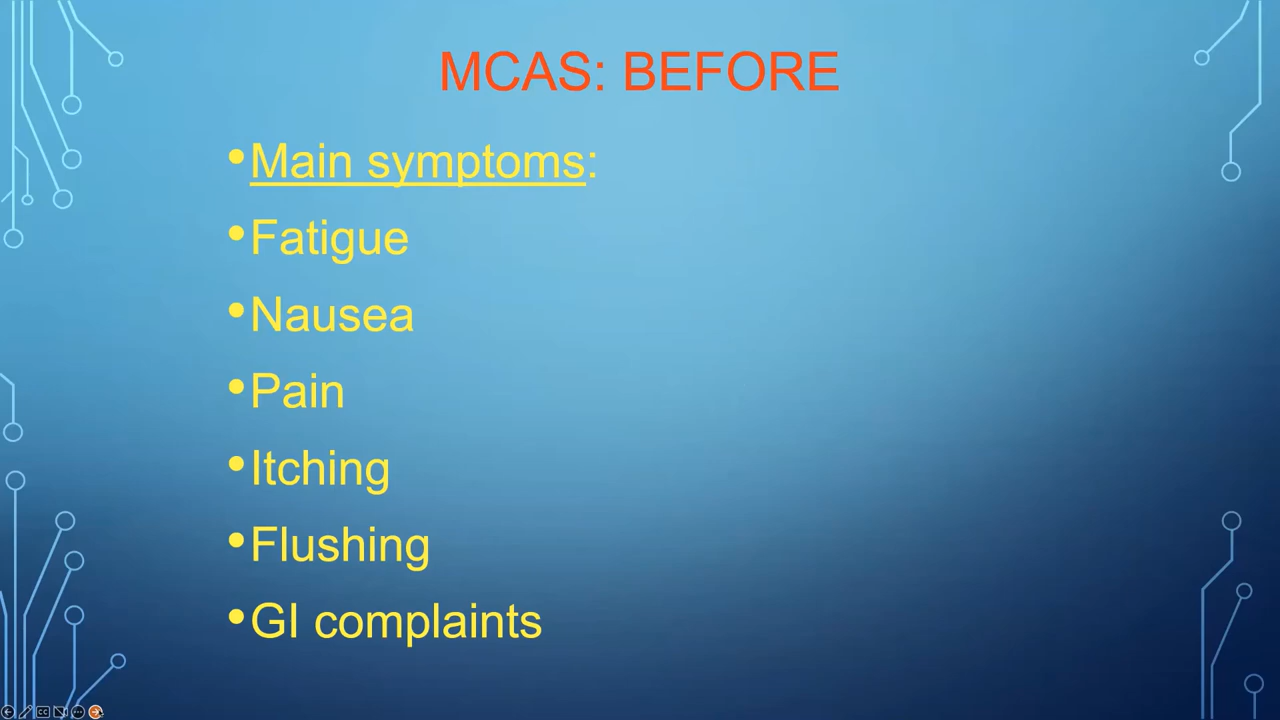 MCAS: BEFORE
•Main symptoms:
•Fatigue
•Nausea
•Pain
•Itching
•Flushing
•GI complaints